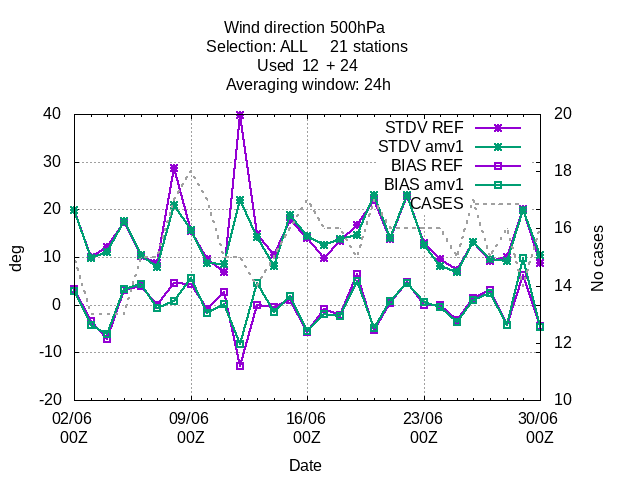 Wind direction 500hPa
Selection: ALL 21 stations
Used 12 + 24
Averaging window: 24h
40
30
20
10
0
-10
-20
deg
20
18
16
14
12
10
No cases
STDV REF
STDV amv1
BIAS REF
BIAS amv1
CASES
02/06 09/06 16/06 23/06 30/06
00Z 00Z 00Z 00Z 00Z
Date